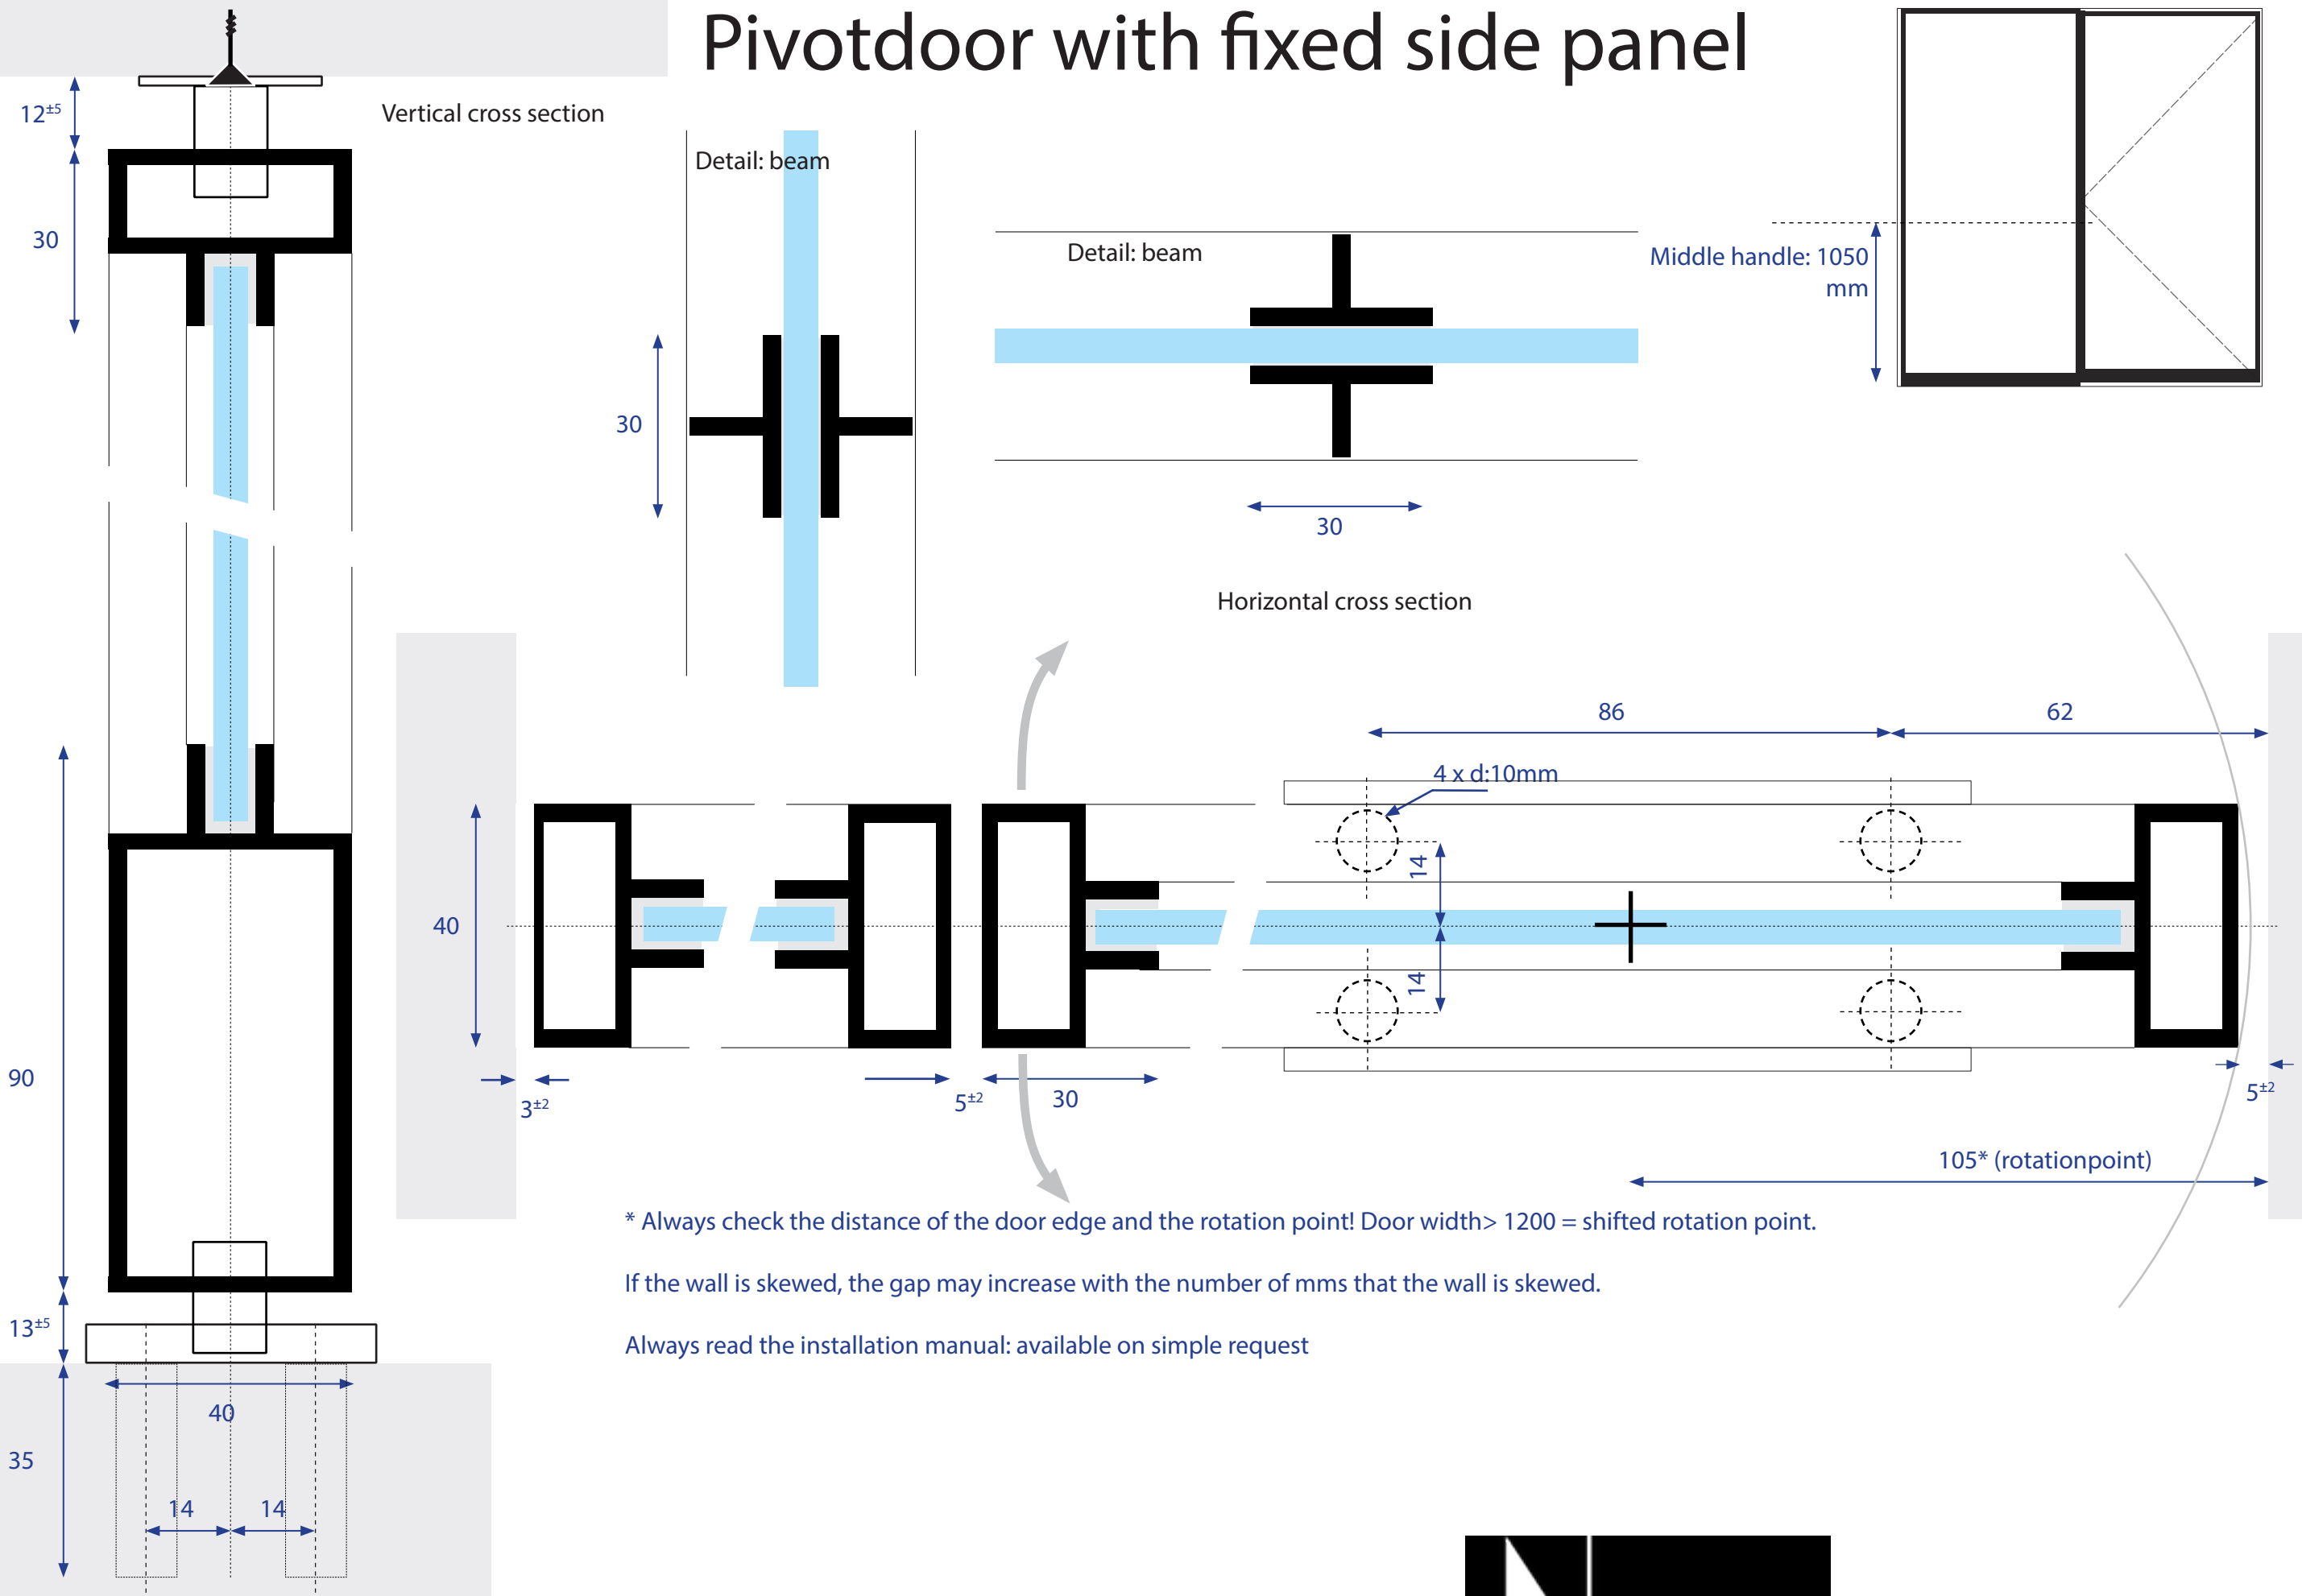 Pivotdoor with fixed side panel
12±5
Vertical cross section
Detail: beam
30
Detail: beam
Middle handle: 1050
mm
30
30
Horizontal cross section
86
62
4 x d:10mm
14
40
14
90
3±2
5±2
30
5±2
105* (rotationpoint)
* Always check the distance of the door edge and the rotation point! Door width> 1200 = shifted rotation point.
If the wall is skewed, the gap may increase with the number of mms that the wall is skewed.
13±5
Always read the installation manual: available on simple request
40
35
14
14